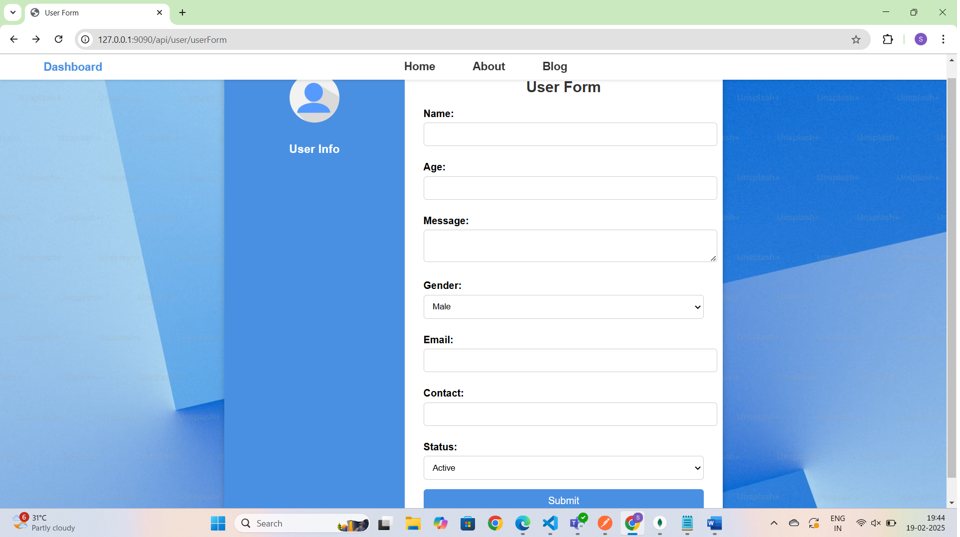 User Form
127.0.0.1:9090/api/user/userForm
S
Dashboard
Home
About
Blog
User Info
User Form
Name:
Age:
Message:
Gender:
Male
Email:
Contact:
Status:
Active
Submit
Unsplash+
6
31°C
Partly cloudy
Search
ENG
IN
19:44
19-02-2025